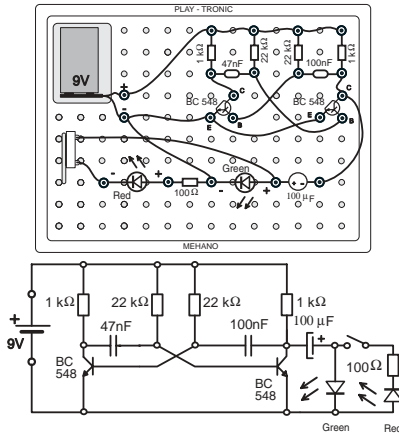 PLAY - TRONIC
9V
+
-
1 kΩ
22 kΩ
22 kΩ
1 kΩ
47nF
100nF
C
BC 548
E
B
C
BC 548
E
B
-
+
Red
100Ω
Green
-
+
+ -
100 µF
MEHANO
1 kΩ
22 kΩ
22 kΩ
1 kΩ
47nF
100nF
100 µF
+
+
9V
BC
548
BC
548
100Ω
Green
Red